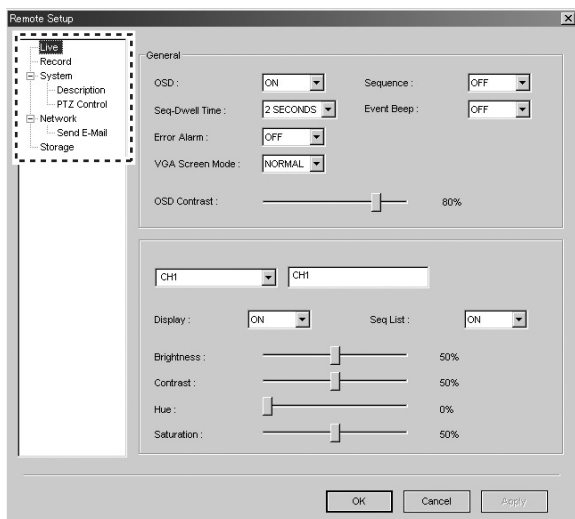 Remote Setup
Live
Record
System
Description
PTZ Control
Network
Send E-Mail
Storage
General
OSD : ON Sequence : OFF
Seq-Dwell Time : 2 SECONDS Event Beep : OFF
Error Alarm : OFF
VGA Screen Mode : NORMAL
OSD Contrast : 80%
CH1 CH1
Display : ON Seq List : ON
Brightness : 50%
Contrast : 50%
Hue : 0%
Saturation : 50%
OK Cancel Apply